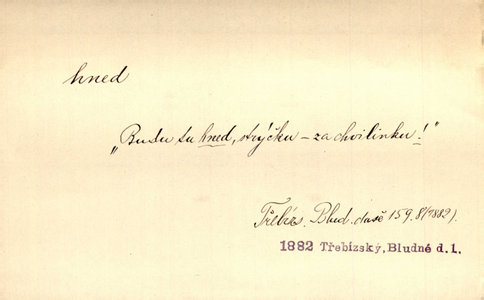 hned
„Budu tu hned, strýčku – za chvilinku!"
Třebíz. Blud. duše 159.8 (1882).
1882 Třebízský, Bludné d. 1.